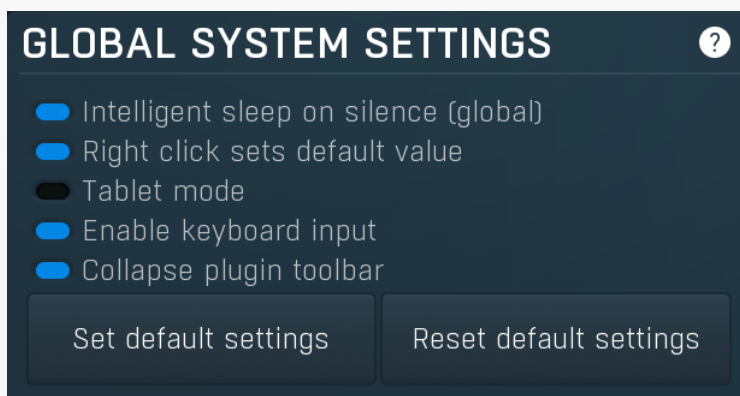 GLOBAL SYSTEM SETTINGS ?
Intelligent sleep on silence (global)
Right click sets default value
Tablet mode
Enable keyboard input
Collapse plugin toolbar
Set default settings Reset default settings